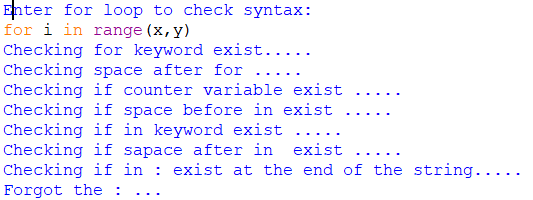 Enter for loop to check syntax:
for i in range(x,y)
Checking for keyword exist.....
Checking space after for .....
Checking if counter variable exist .....
Checking if space before in exist .....
Checking if in keyword exist .....
Checking if sapace after in  exist .....
Checking if in : exist at the end of the string.....
Forgot the : ...